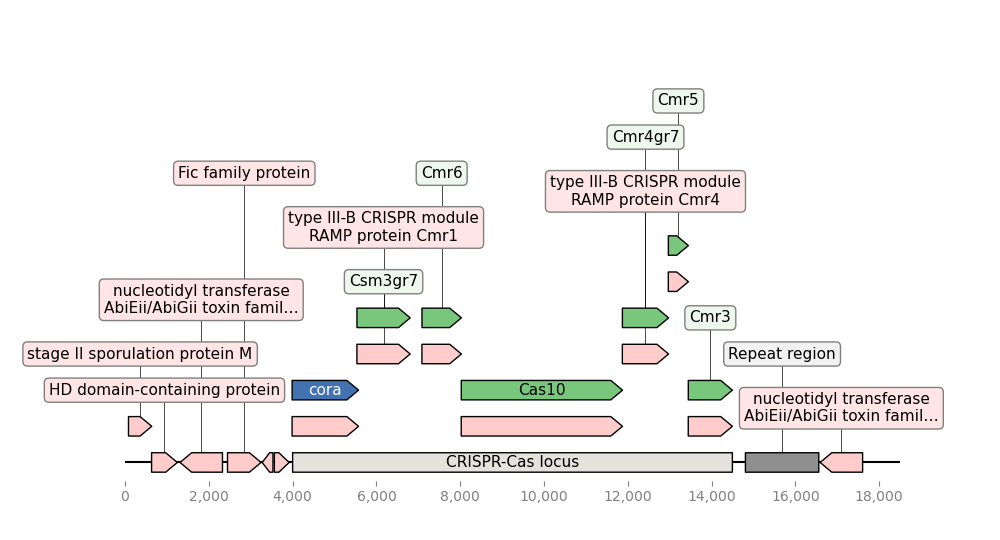 Cmr5
Cmr4gr7
Fic family protein
Cmr6
type III-B CRISPR module
RAMP protein Cmr4
type III-B CRISPR module
RAMP protein Cmr1
Csm3gr7
nucleotidyl transferase
AbiEii/AbiGii toxin famil…
Cmr3
stage II sporulation protein M
Repeat region
HD domain-containing protein
cora
Cas10
nucleotidyl transferase
AbiEii/AbiGii toxin famil…
CRISPR-Cas locus
0
2,000
4,000
6,000
8,000
10,000
12,000
14,000
16,000
18,000